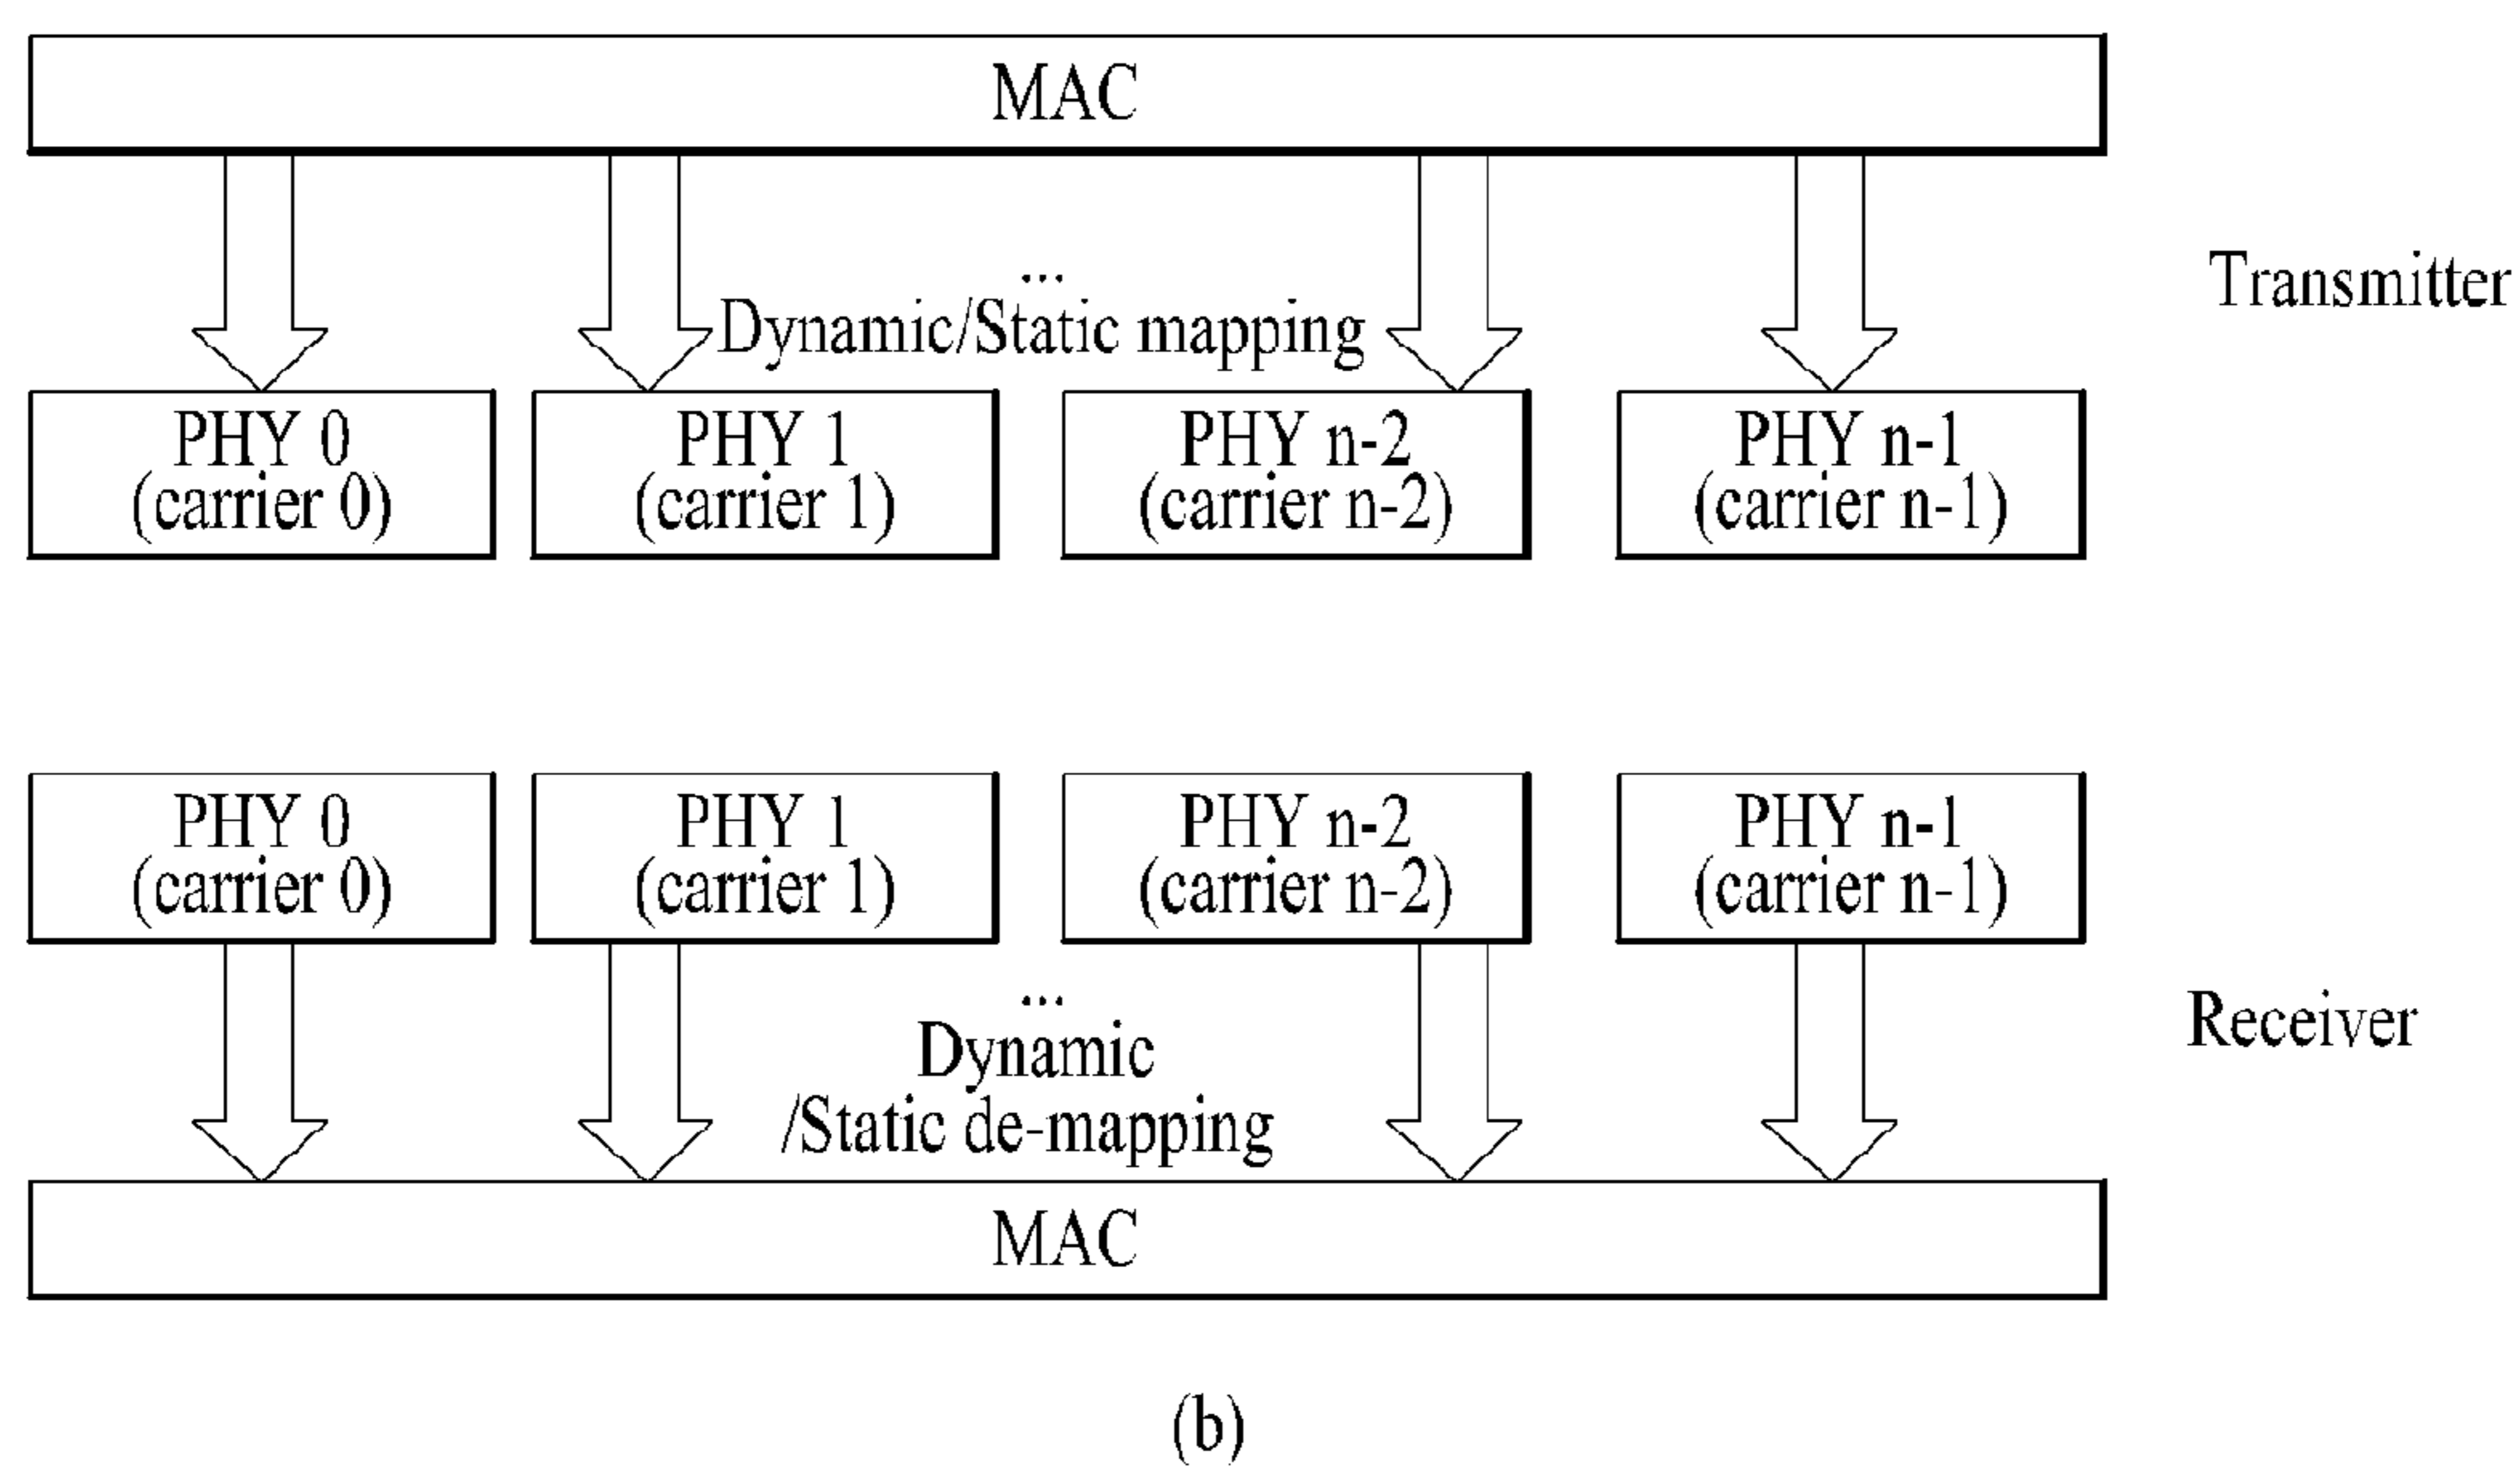 MAC
...
Dynamic/Static mapping
Transmitter
PHY 0
(carrier 0)
PHY 1
(carrier 1)
PHY n-2
(carrier n-2)
PHY n-1
(carrier n-1)
PHY 0
(carrier 0)
PHY 1
(carrier 1)
PHY n-2
(carrier n-2)
PHY n-1
(carrier n-1)
...
Dynamic
/Static de-mapping
Receiver
MAC
(b)